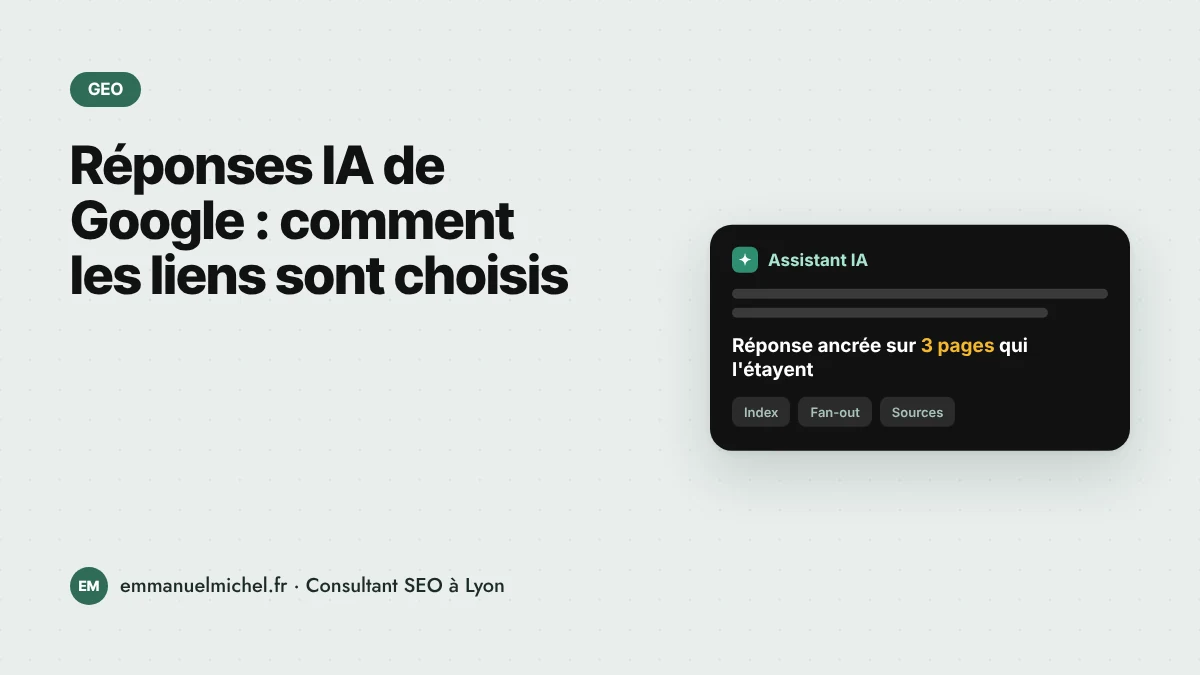 GEO
Réponses IA de
Google : comment
les liens sont choisis
Assistant IA
Réponse ancrée sur 3 pages qui
l'étayent
Index
Fan-out
Sources
EM
emmanuelmichel.fr · Consultant SEO à Lyon